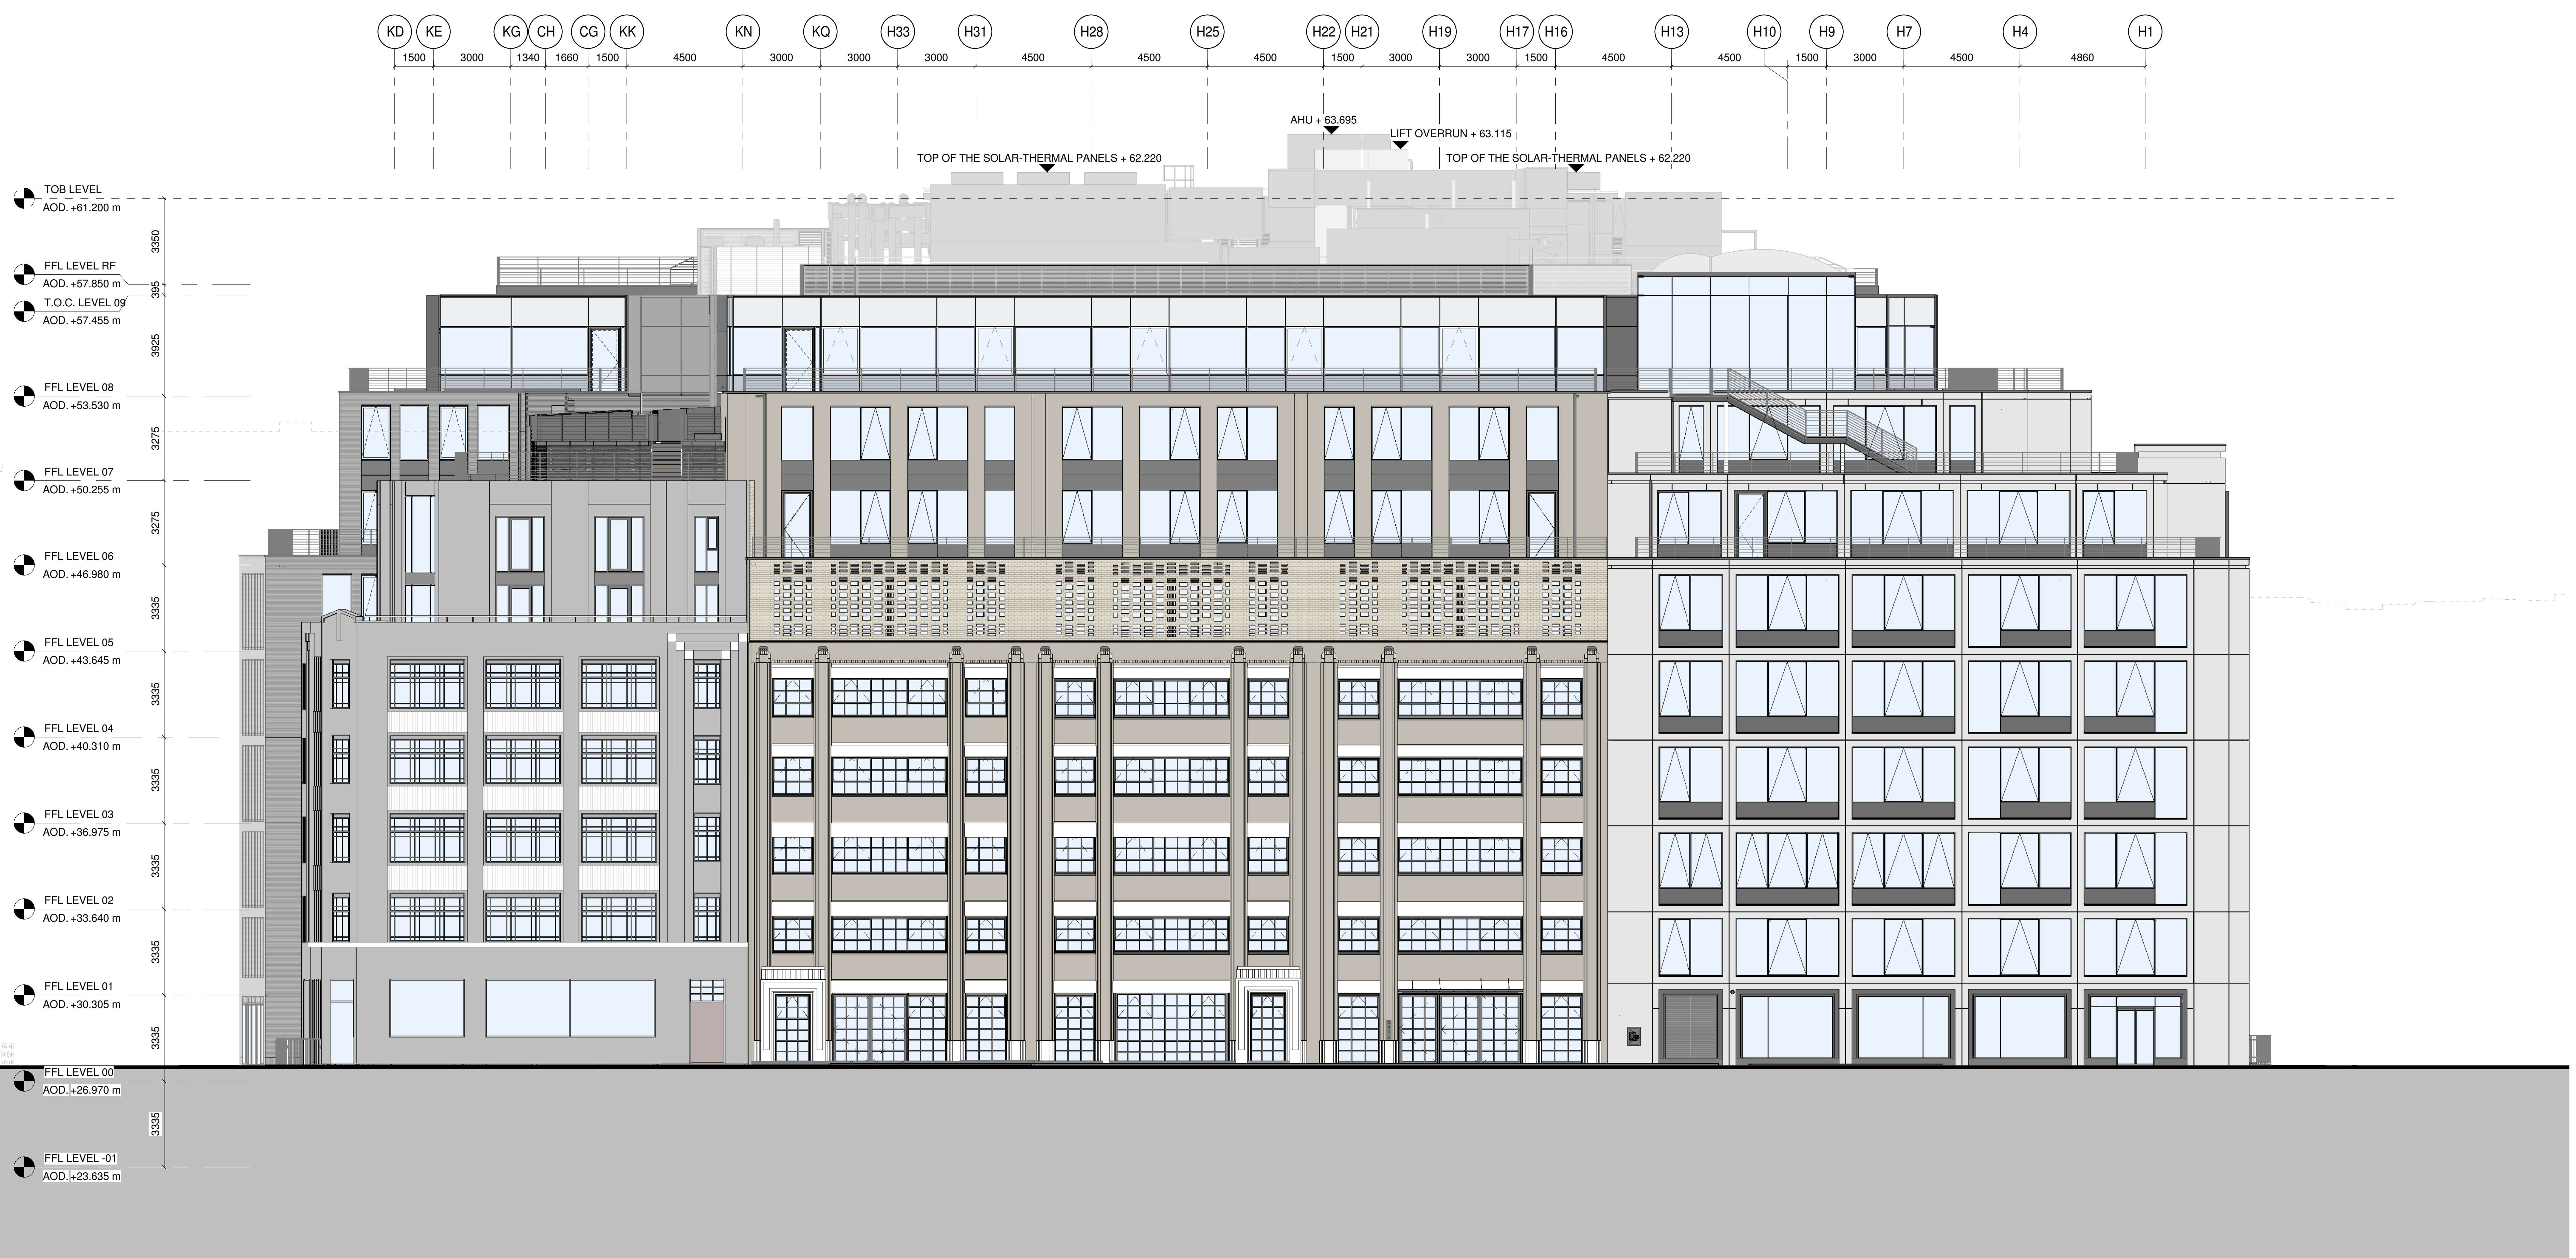 KD KE KG CH CG KK KN KQ H33 H31 H28 H25 H22 H21 H19 H17 H16 H13 H10 H9 H7 H4 H1
1500 3000 1340 1660 1500 4500 3000 3000 3000 4500 4500 4500 1500 3000 3000 1500 4500 4500 1500 3000 4500 4860
AHU + 63.695
LIFT OVERRUN + 63.115
TOP OF THE SOLAR-THERMAL PANELS + 62.220
TOP OF THE SOLAR-THERMAL PANELS + 62.220
TOB LEVEL
AOD. +61.200 m
3350
FFL LEVEL RF
AOD. +57.850 m
395
T.O.C. LEVEL 09
AOD. +57.455 m
3925
FFL LEVEL 08
AOD. +53.530 m
3275
FFL LEVEL 07
AOD. +50.255 m
3275
FFL LEVEL 06
AOD. +46.980 m
3335
FFL LEVEL 05
AOD. +43.645 m
3335
FFL LEVEL 04
AOD. +40.310 m
3335
FFL LEVEL 03
AOD. +36.975 m
3335
FFL LEVEL 02
AOD. +33.640 m
3335
FFL LEVEL 01
AOD. +30.305 m
3335
FFL LEVEL 00
AOD. +26.970 m
3335
FFL LEVEL -01
AOD. +23.635 m